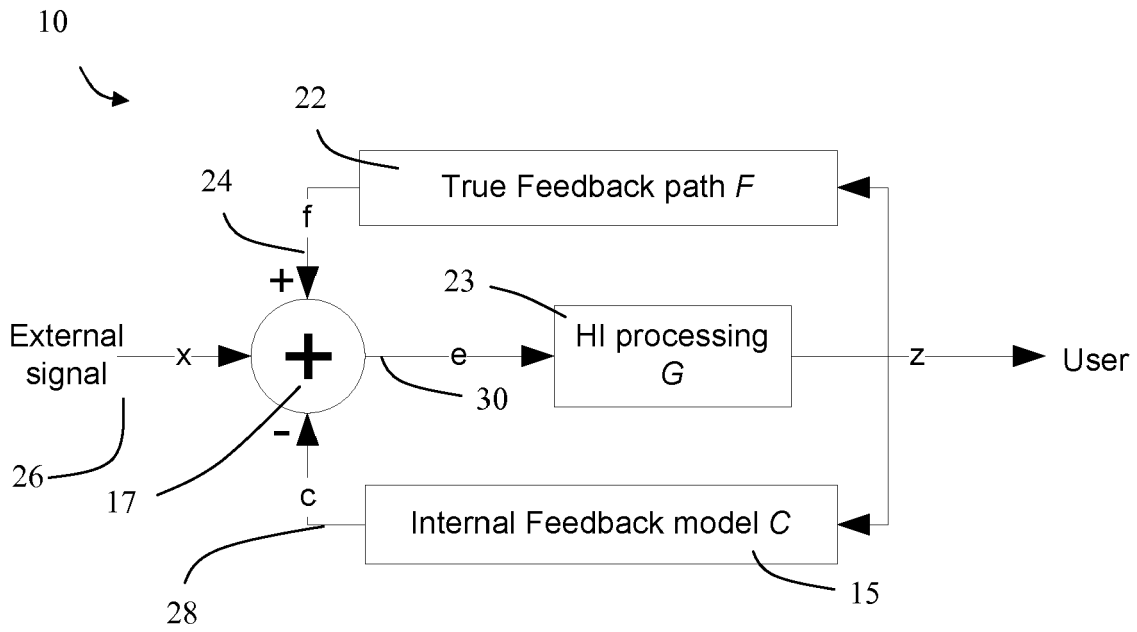 10
22
True Feedback path F
24
f
+
23
External
signal
x
+
e
HI processing
G
z
User
30
-
26
17
c
Internal Feedback model C
28
15